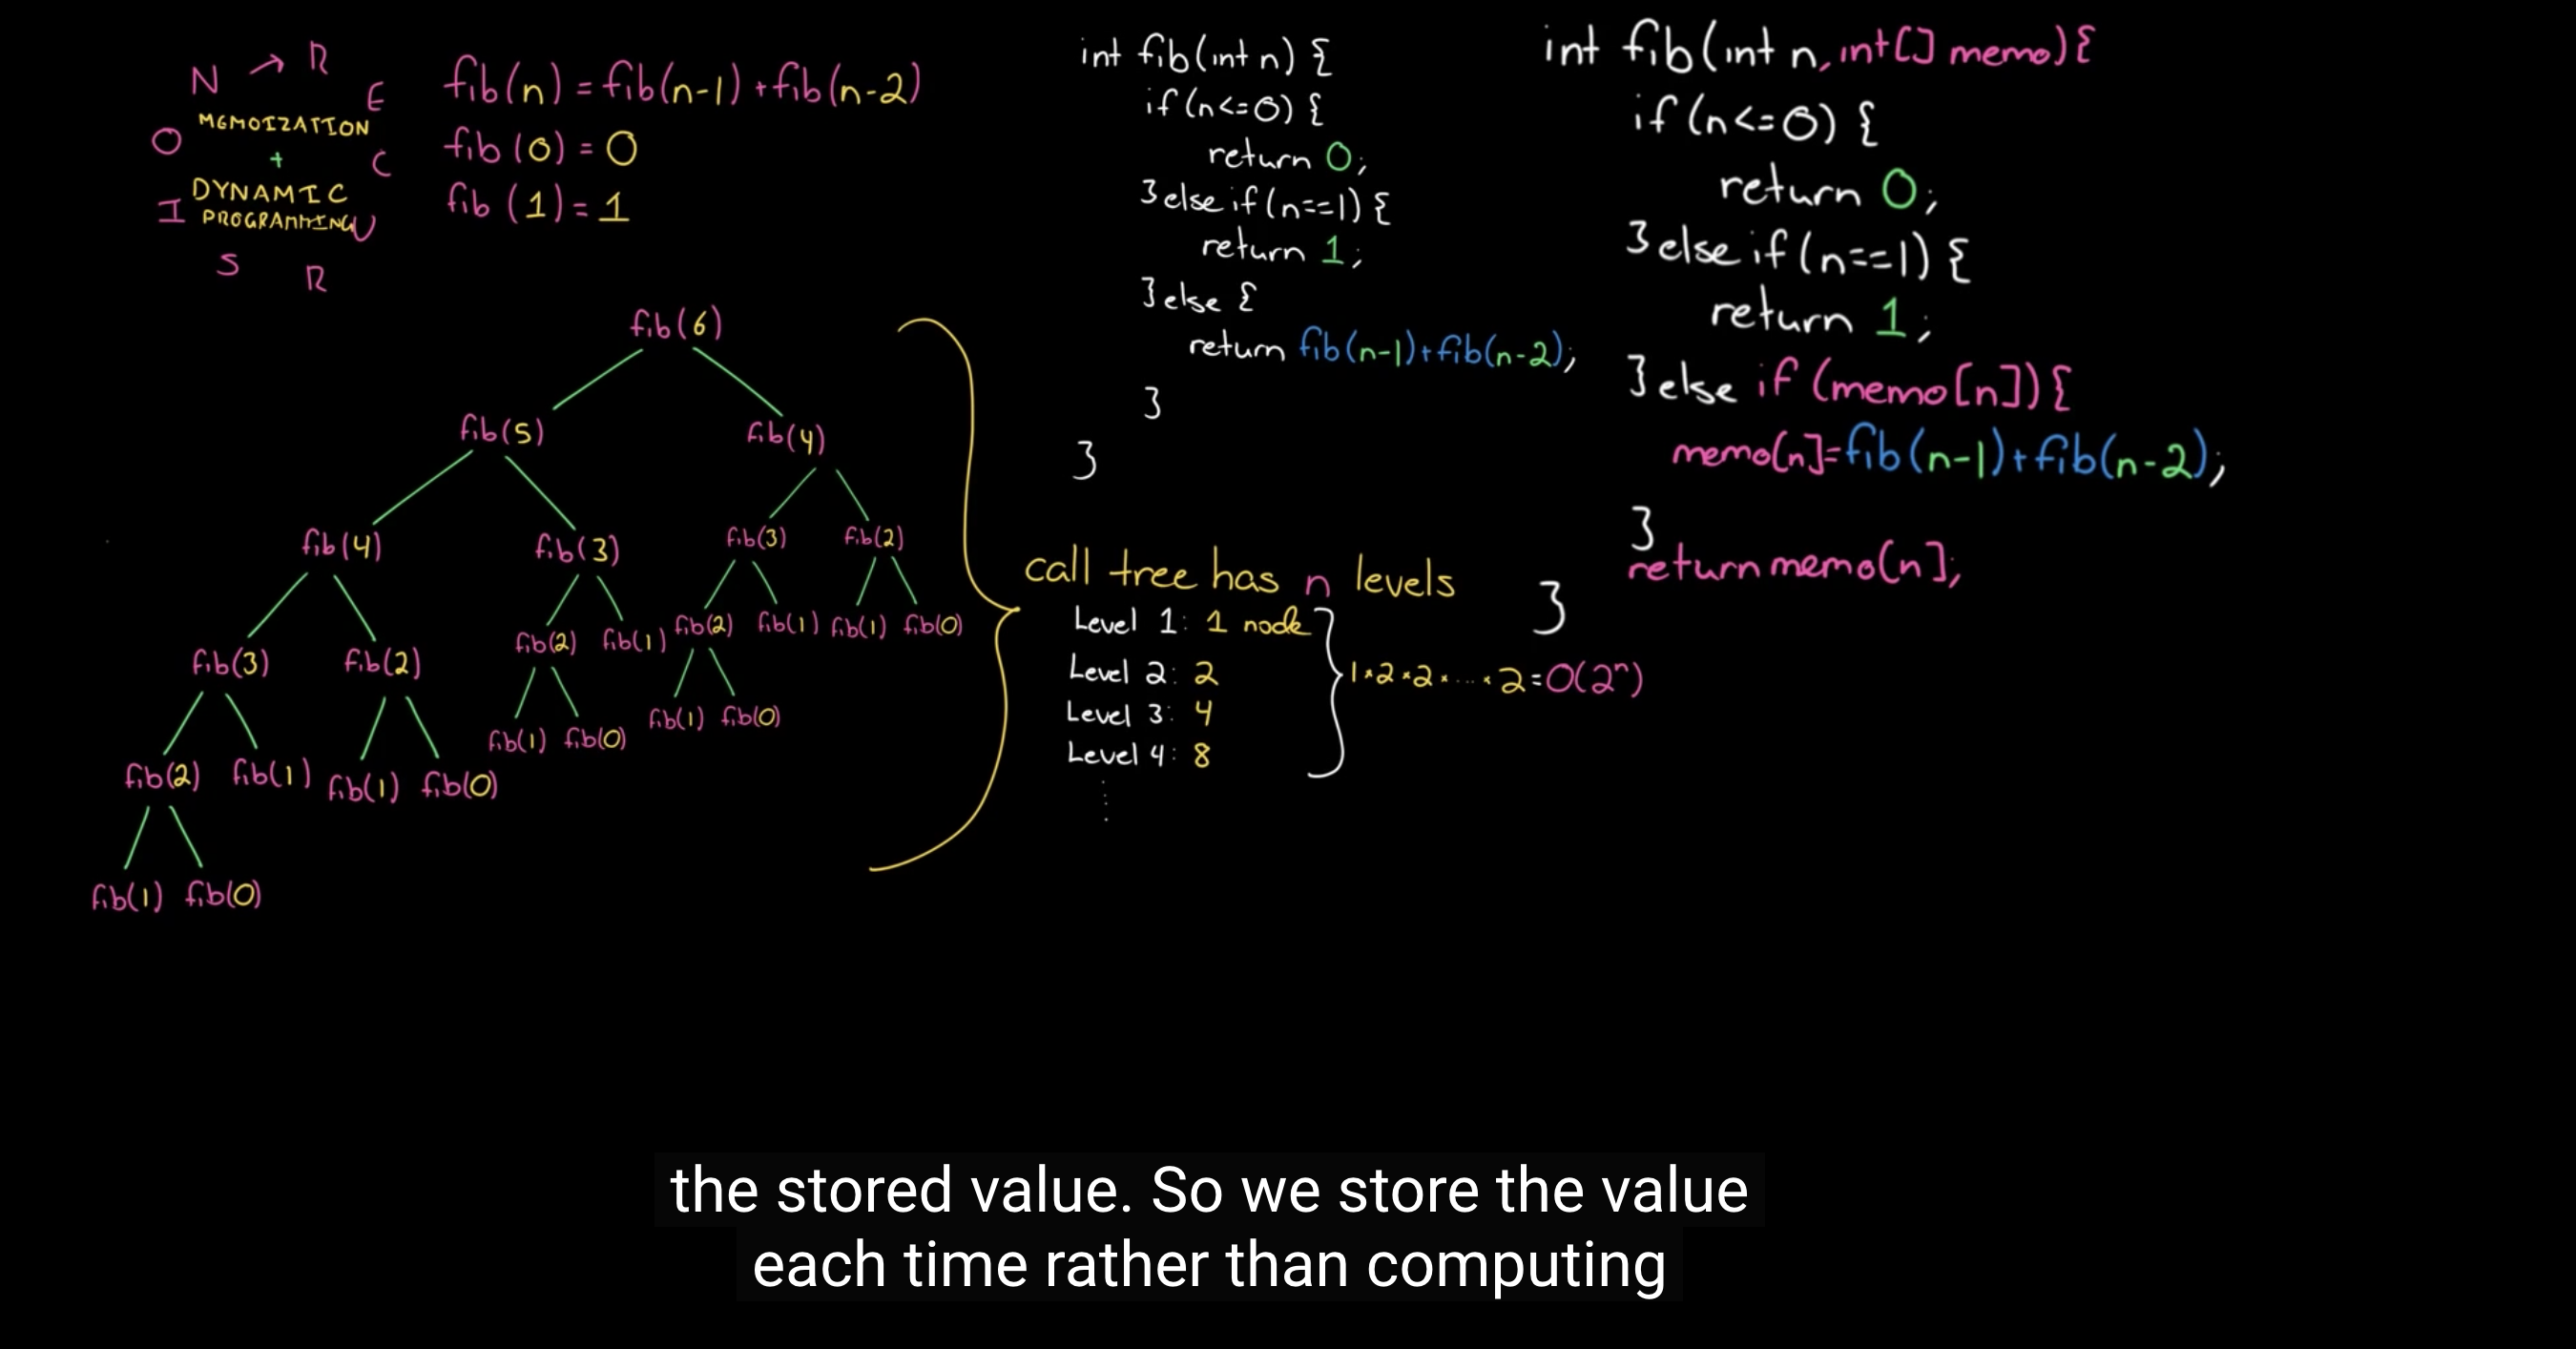 RECURSION
MEMOIZATION
+
DYNAMIC
PROGRAMMING
fib(n) = fib(n-1) + fib(n-2)
fib(0) = 0
fib(1) = 1
fib(6)
fib(5) fib(4)
fib(4) fib(3) fib(3) fib(2)
fib(3) fib(2) fib(2) fib(1) fib(2) fib(1) fib(1) fib(0)
fib(2) fib(1) fib(1) fib(0) fib(1) fib(0) fib(1) fib(0)
fib(1) fib(0)
int fib(int n) {
if (n<=0) {
return 0;
}else if(n==1) {
return 1;
}else {
return fib(n-1)+fib(n-2);
}
}
call tree has n levels
Level 1: 1 node
Level 2: 2
Level 3: 4
Level 4: 8
1*2*2*....*2=O(2ⁿ)
int fib(int n, int[] memo){
if (n<=0) {
return 0;
}else if(n==1) {
return 1;
}else if (memo[n]) {
memo[n]=fib(n-1)+fib(n-2);
}
return memo[n];
}
the stored value. So we store the value
each time rather than computing